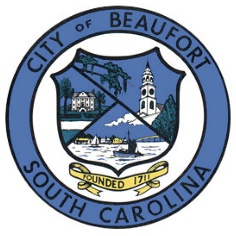 CITY OF BEAUFORT
FOUNDED 1711
SOUTH CAROLINA